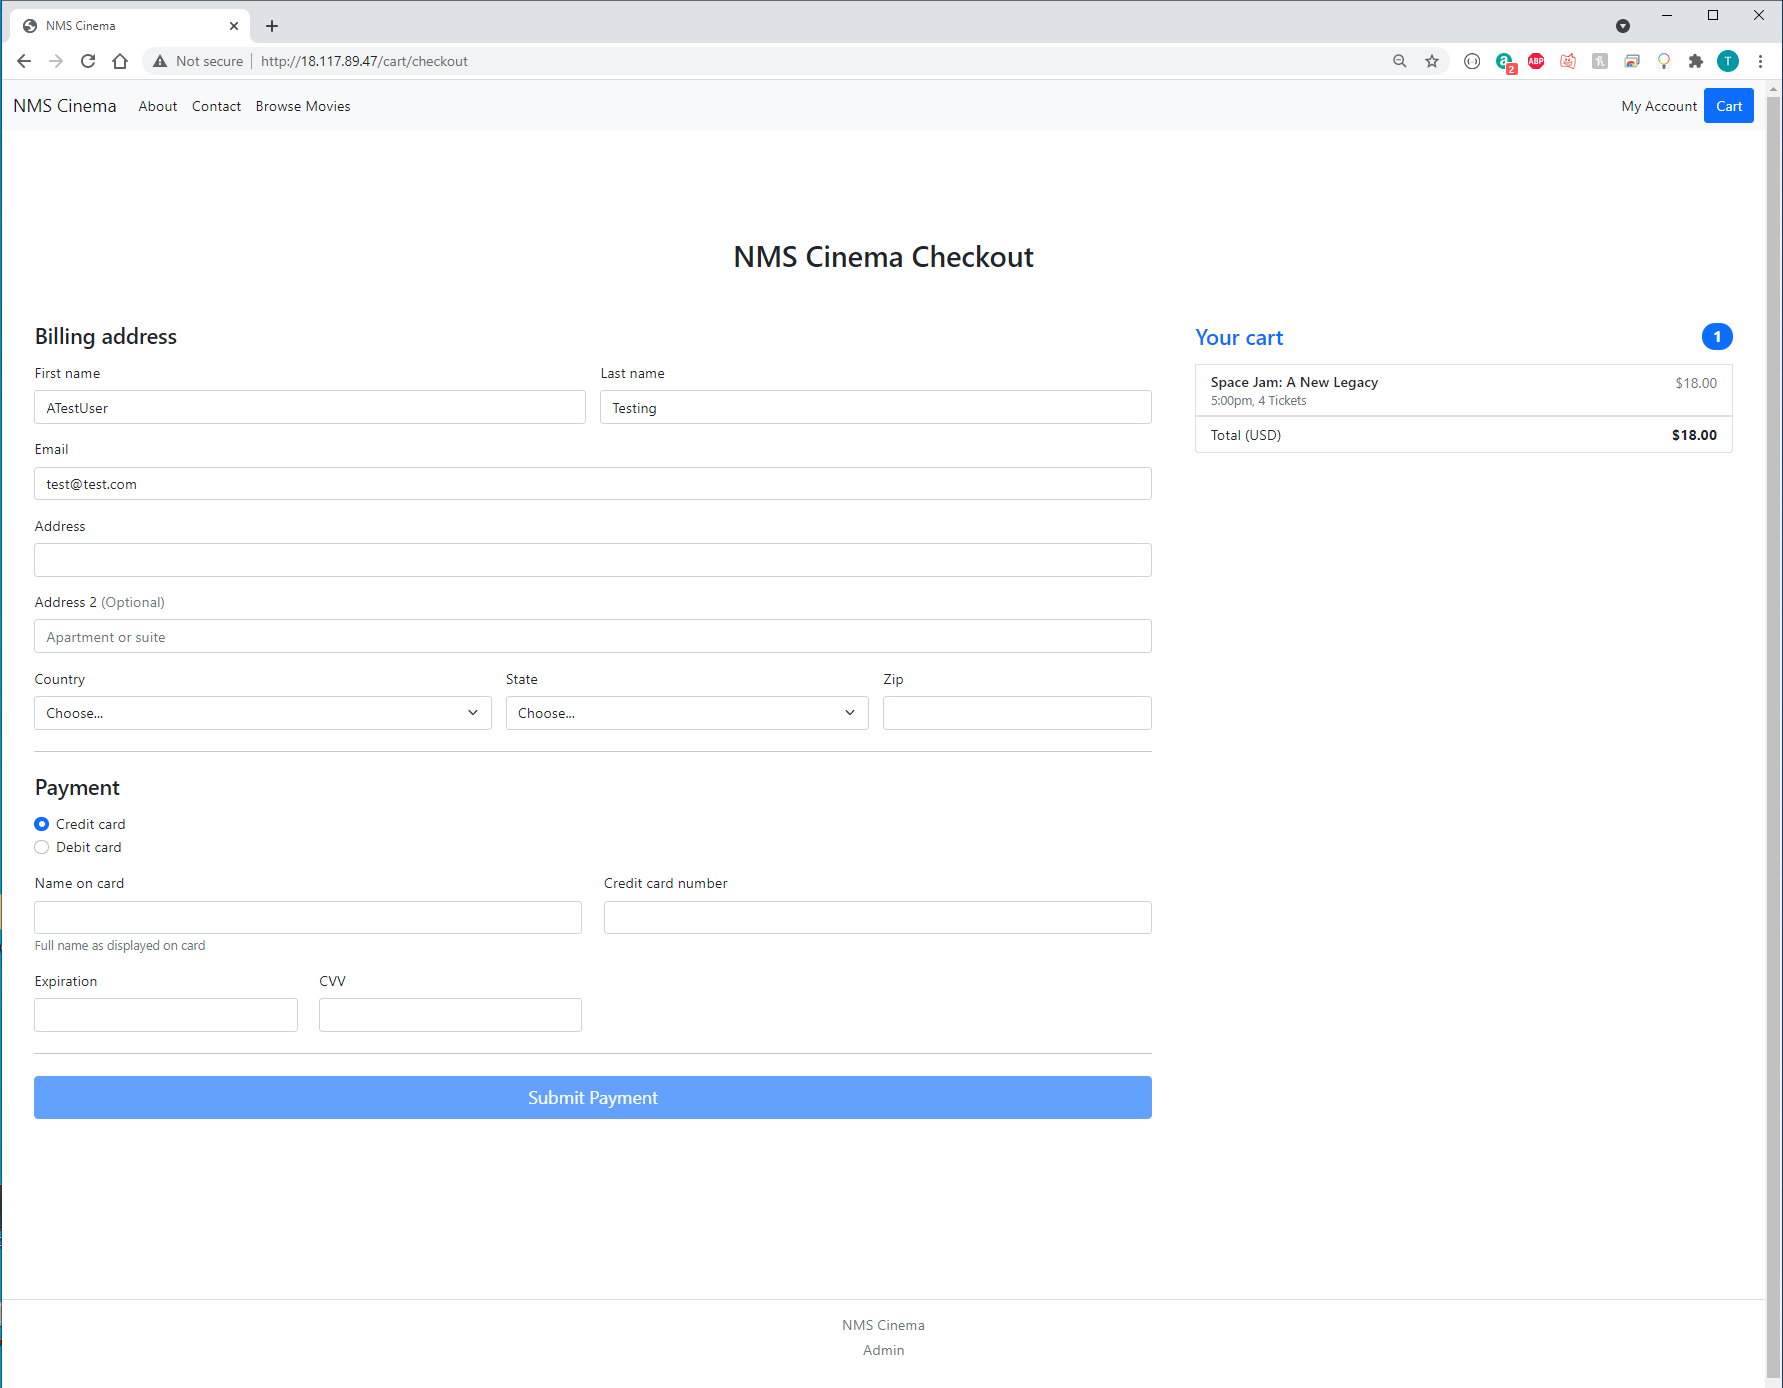 NMS Cinema
Not secure http://18.117.89.47/cart/checkout
2
ABP
T
NMS Cinema About Contact Browse Movies My Account Cart
NMS Cinema Checkout
Billing address
First name Last name
ATestUser Testing
Email
test@test.com
Address
Address 2 (Optional)
Apartment or suite
Country State Zip
Choose... Choose...
Payment
Credit card
Debit card
Name on card Credit card number
Full name as displayed on card
Expiration CVV
Submit Payment
Your cart 1
Space Jam: A New Legacy $18.00
5:00pm, 4 Tickets
Total (USD) $18.00
NMS Cinema
Admin